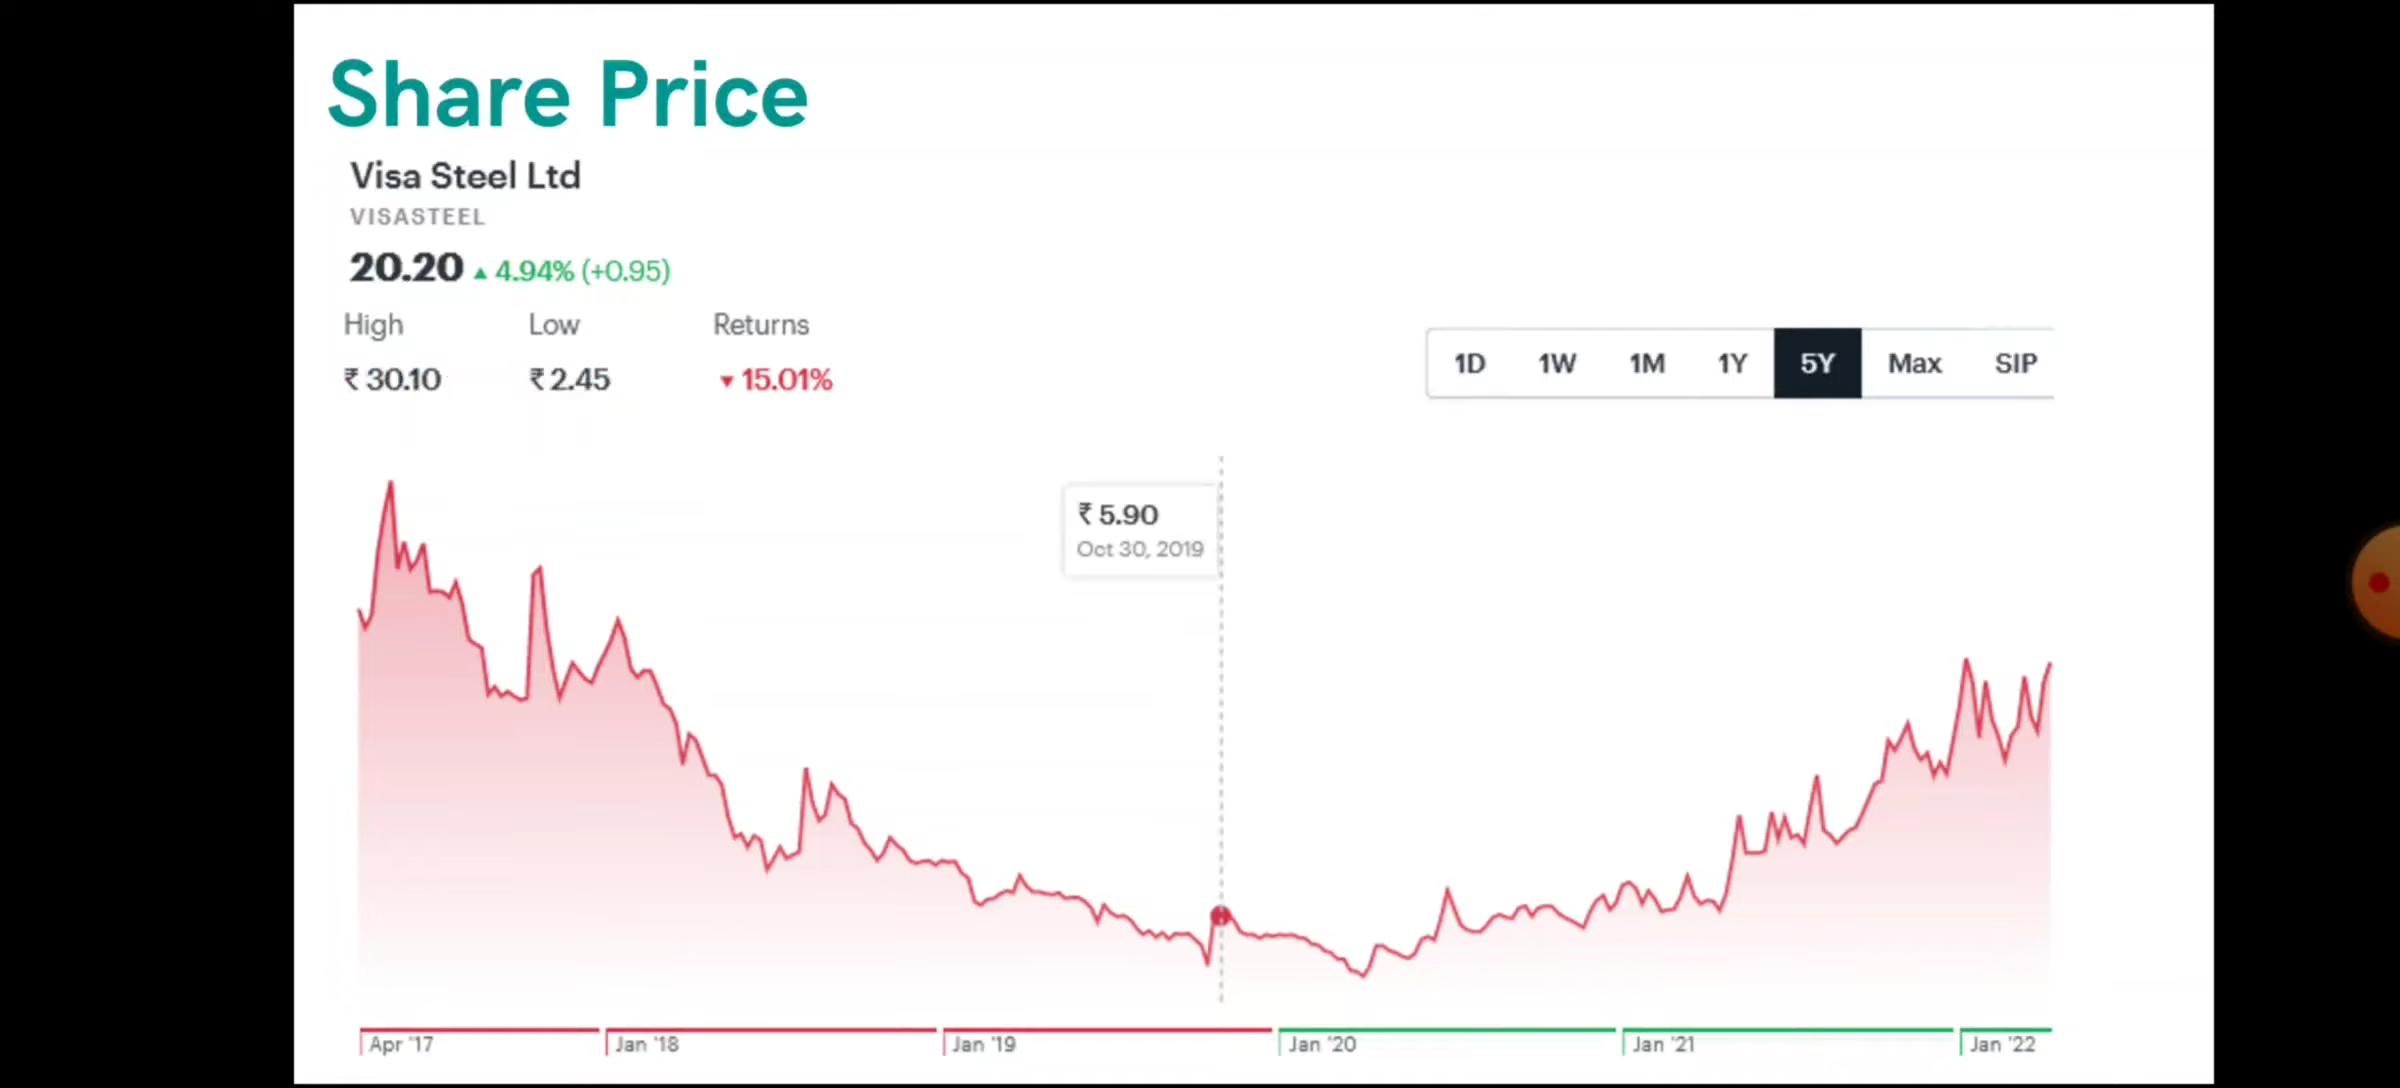 Share Price
Visa Steel Ltd
VISASTEEL
20.20 ▲ 4.94% (+0.95)
High Low Returns
₹ 30.10 ₹ 2.45 ▼ 15.01%
1D 1W 1M 1Y 5Y Max SIP
₹ 5.90
Oct 30, 2019
Apr '17 Jan '18 Jan '19 Jan '20 Jan '21 Jan '22